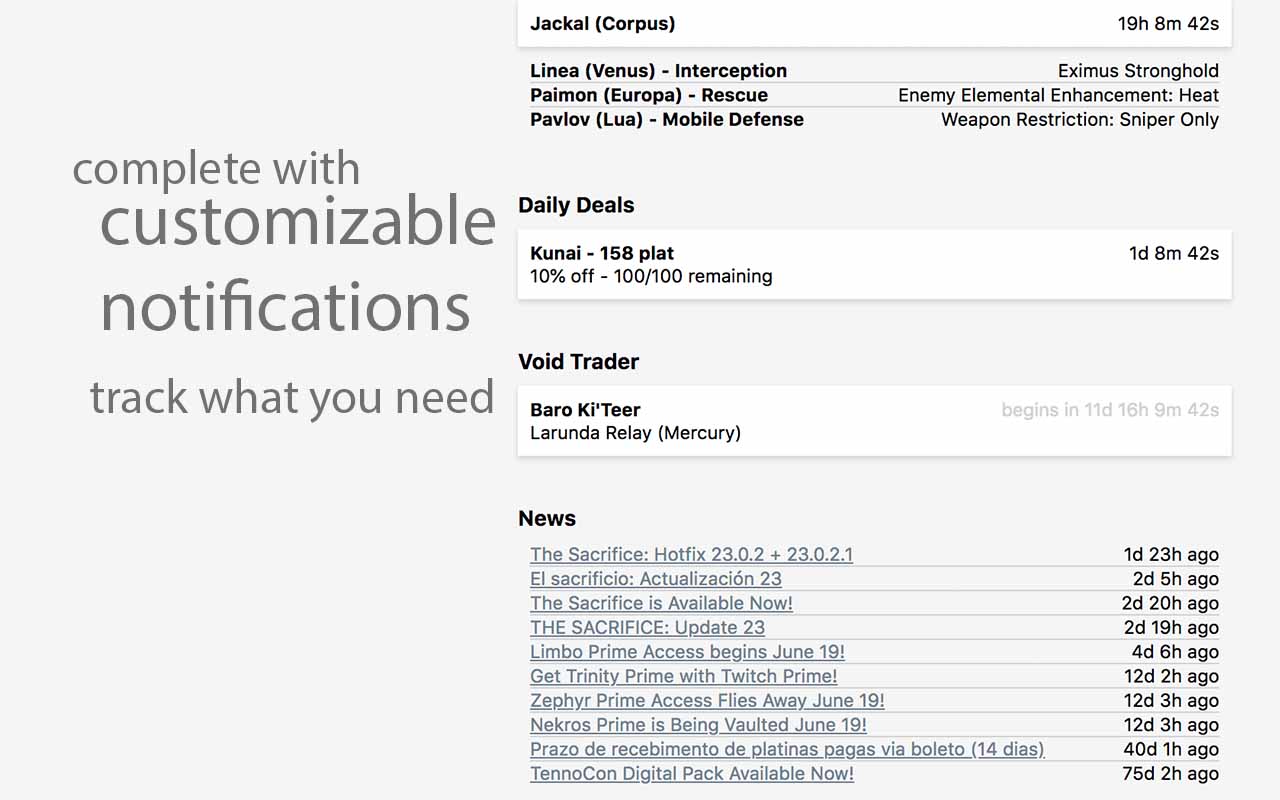 complete with
customizable
notifications
track what you need
Jackal (Corpus) 19h 8m 42s
Linea (Venus) - Interception Eximus Stronghold
Paimon (Europa) - Rescue Enemy Elemental Enhancement: Heat
Pavlov (Lua) - Mobile Defense Weapon Restriction: Sniper Only
Daily Deals
Kunai - 158 plat 1d 8m 42s
10% off - 100/100 remaining
Void Trader
Baro Ki'Teer begins in 11d 16h 9m 42s
Larunda Relay (Mercury)
News
The Sacrifice: Hotfix 23.0.2 + 23.0.2.1 1d 23h ago
El sacrificio: Actualización 23 2d 5h ago
The Sacrifice is Available Now! 2d 20h ago
THE SACRIFICE: Update 23 2d 19h ago
Limbo Prime Access begins June 19! 4d 6h ago
Get Trinity Prime with Twitch Prime! 12d 2h ago
Zephyr Prime Access Flies Away June 19! 12d 3h ago
Nekros Prime is Being Vaulted June 19! 12d 3h ago
Prazo de recebimento de platinas pagas via boleto (14 dias) 40d 1h ago
TennoCon Digital Pack Available Now! 75d 2h ago